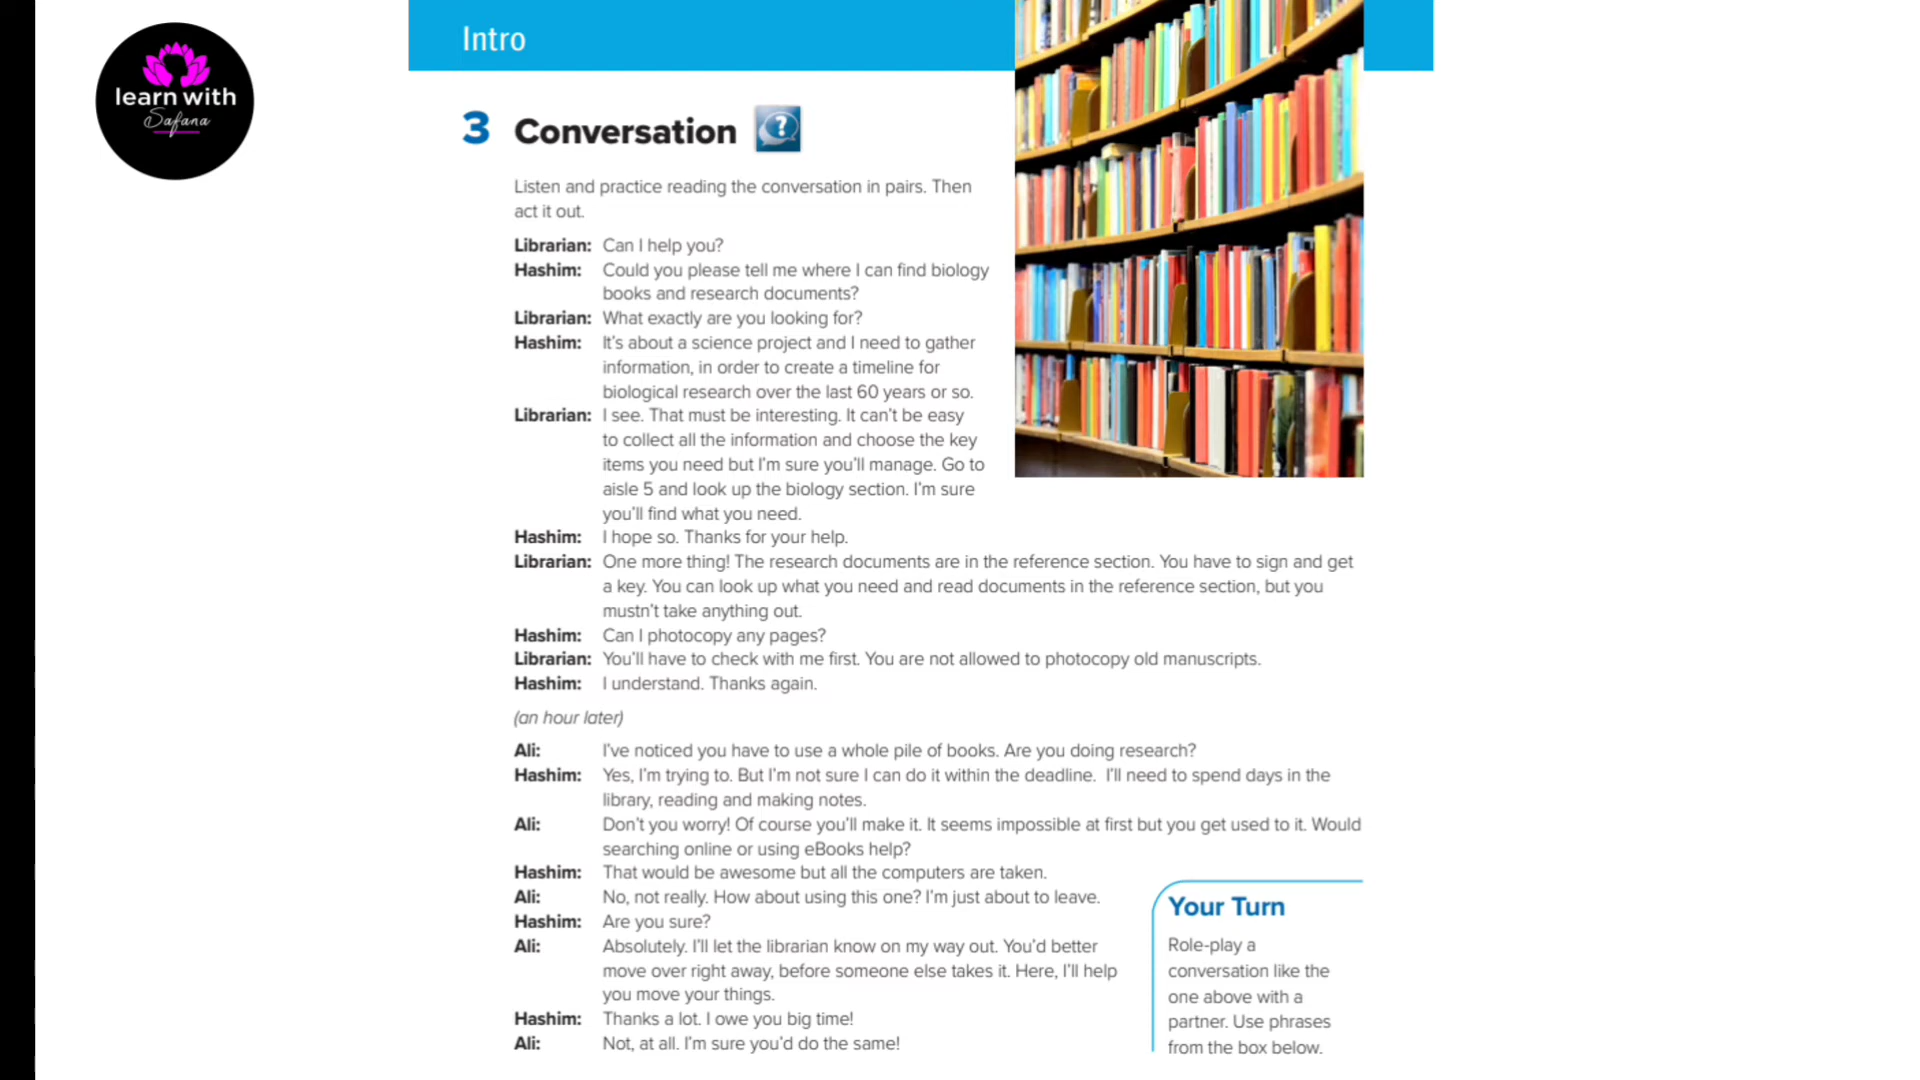 learn with
Safana
Intro
3 Conversation
?
Listen and practice reading the conversation in pairs. Then
act it out.
Librarian: Can I help you?
Hashim: Could you please tell me where I can find biology
books and research documents?
Librarian: What exactly are you looking for?
Hashim: It's about a science project and I need to gather
information, in order to create a timeline for
biological research over the last 60 years or so.
Librarian: I see. That must be interesting. It can't be easy
to collect all the information and choose the key
items you need but I'm sure you'll manage. Go to
aisle 5 and look up the biology section. I'm sure
you'll find what you need.
Hashim: I hope so. Thanks for your help.
Librarian: One more thing! The research documents are in the reference section. You have to sign and get
a key. You can look up what you need and read documents in the reference section, but you
mustn't take anything out.
Hashim: Can I photocopy any pages?
Librarian: You'll have to check with me first. You are not allowed to photocopy old manuscripts.
Hashim: I understand. Thanks again.
(an hour later)
Ali: I've noticed you have to use a whole pile of books. Are you doing research?
Hashim: Yes, I'm trying to. But I'm not sure I can do it within the deadline. I'll need to spend days in the
library, reading and making notes.
Ali: Don't you worry! Of course you'll make it. It seems impossible at first but you get used to it. Would
searching online or using eBooks help?
Hashim: That would be awesome but all the computers are taken.
Ali: No, not really. How about using this one? I'm just about to leave.
Hashim: Are you sure?
Ali: Absolutely. I'll let the librarian know on my way out. You'd better
move over right away, before someone else takes it. Here, I'll help
you move your things.
Hashim: Thanks a lot. I owe you big time!
Ali: Not, at all. I'm sure you'd do the same!
Your Turn
Role-play a
conversation like the
one above with a
partner. Use phrases
from the box below.